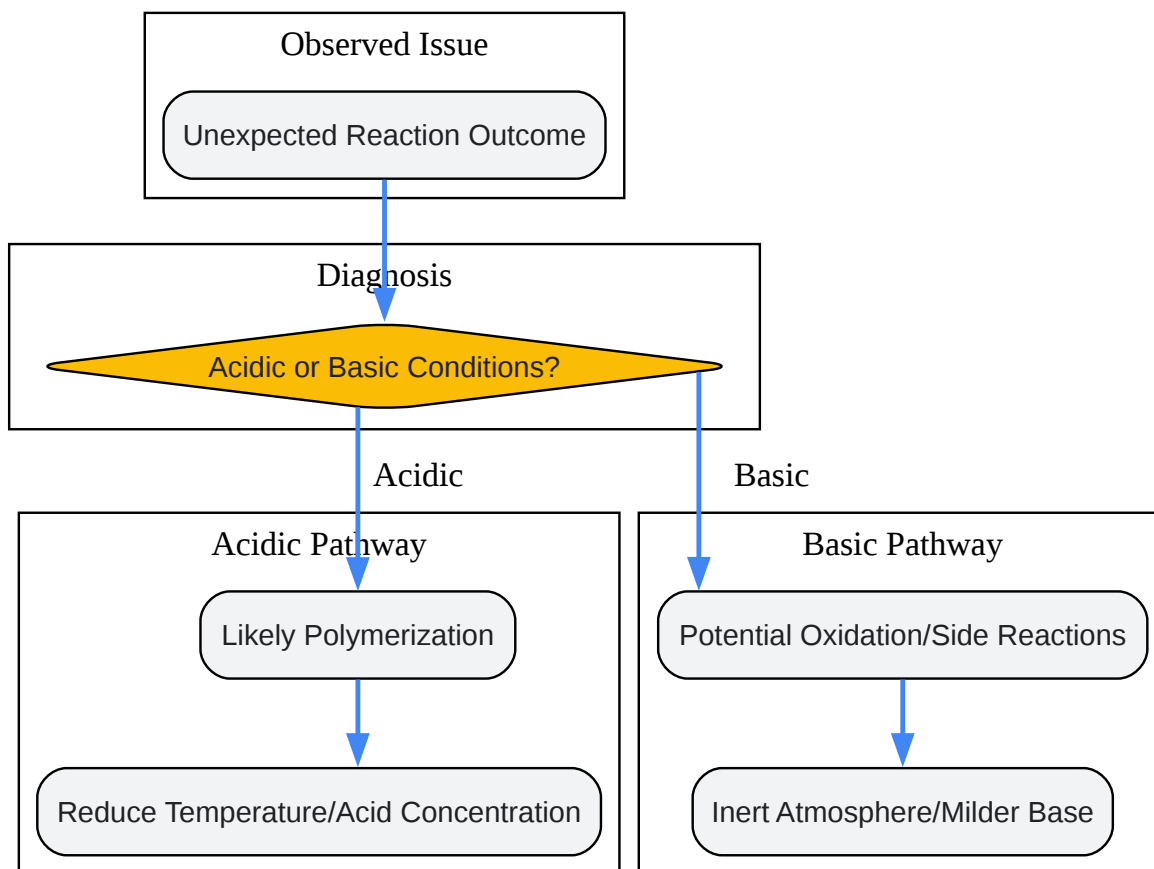 Observed Issue
Unexpected Reaction Outcome
Diagnosis
Acidic or Basic Conditions?
Acidic
Basic
Acidic Pathway
Basic Pathway
Likely Polymerization
Potential Oxidation/Side Reactions
Reduce Temperature/Acid Concentration
Inert Atmosphere/Milder Base